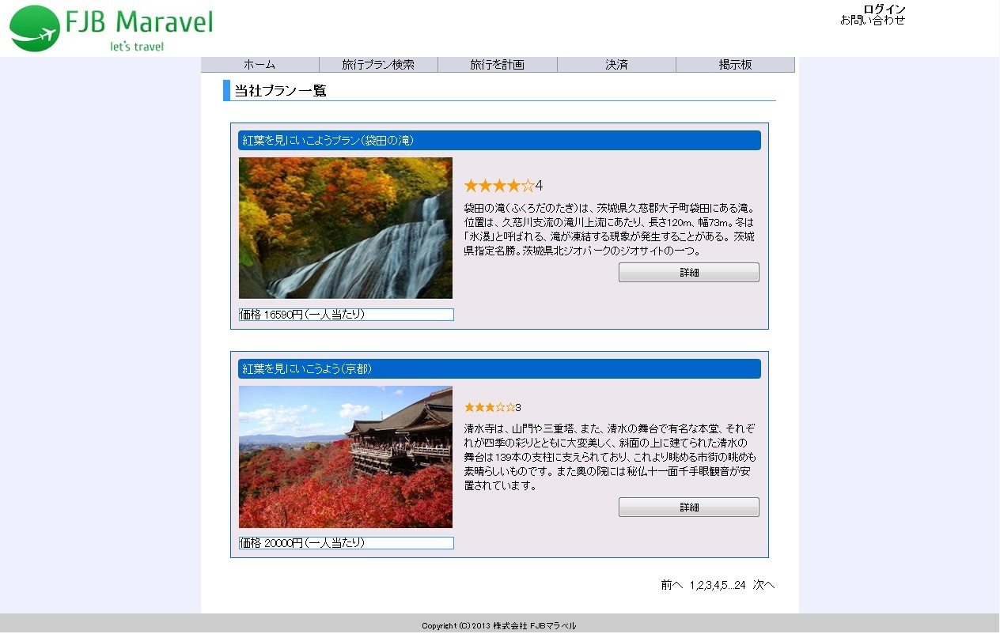 FJB Maravel
let's travel
ログイン
お問い合わせ
ホーム
旅行プラン検索
旅行を計画
決済
掲示板
当社プラン一覧
紅葉を見にいこようプラン(袋田の滝)
★★★★☆4
袋田の滝(ふくろだのたき)は、茨城県久慈郡大子町袋田にある滝。
位置は、久慈川支流の滝川上流にあたり、長さ120m、幅73m。冬は
「氷瀑」と呼ばれる、滝が凍結する現象が発生することがある。茨城
県指定名勝。茨城県北ジオパークのジオサイトの一つ。
詳細
価格 16590円(一人当たり)
紅葉を見にいこうよう(京都)
★★★☆☆3
清水寺は、山門や三重塔、また、清水の舞台で有名な本堂、それぞ
れが四季の彩りとともに大変美しく、斜面の上に建てられた清水の
舞台は139本の支柱に支えられており、これより眺める市街の眺めも
素晴らしいものです。また奥の院には秘仏十一面千手眼観音が安
置されています。
詳細
価格 20000円(一人当たり)
前へ 1,2,3,4,5...24 次へ
Copyright (C) 2013 株式会社 FJBマラベル